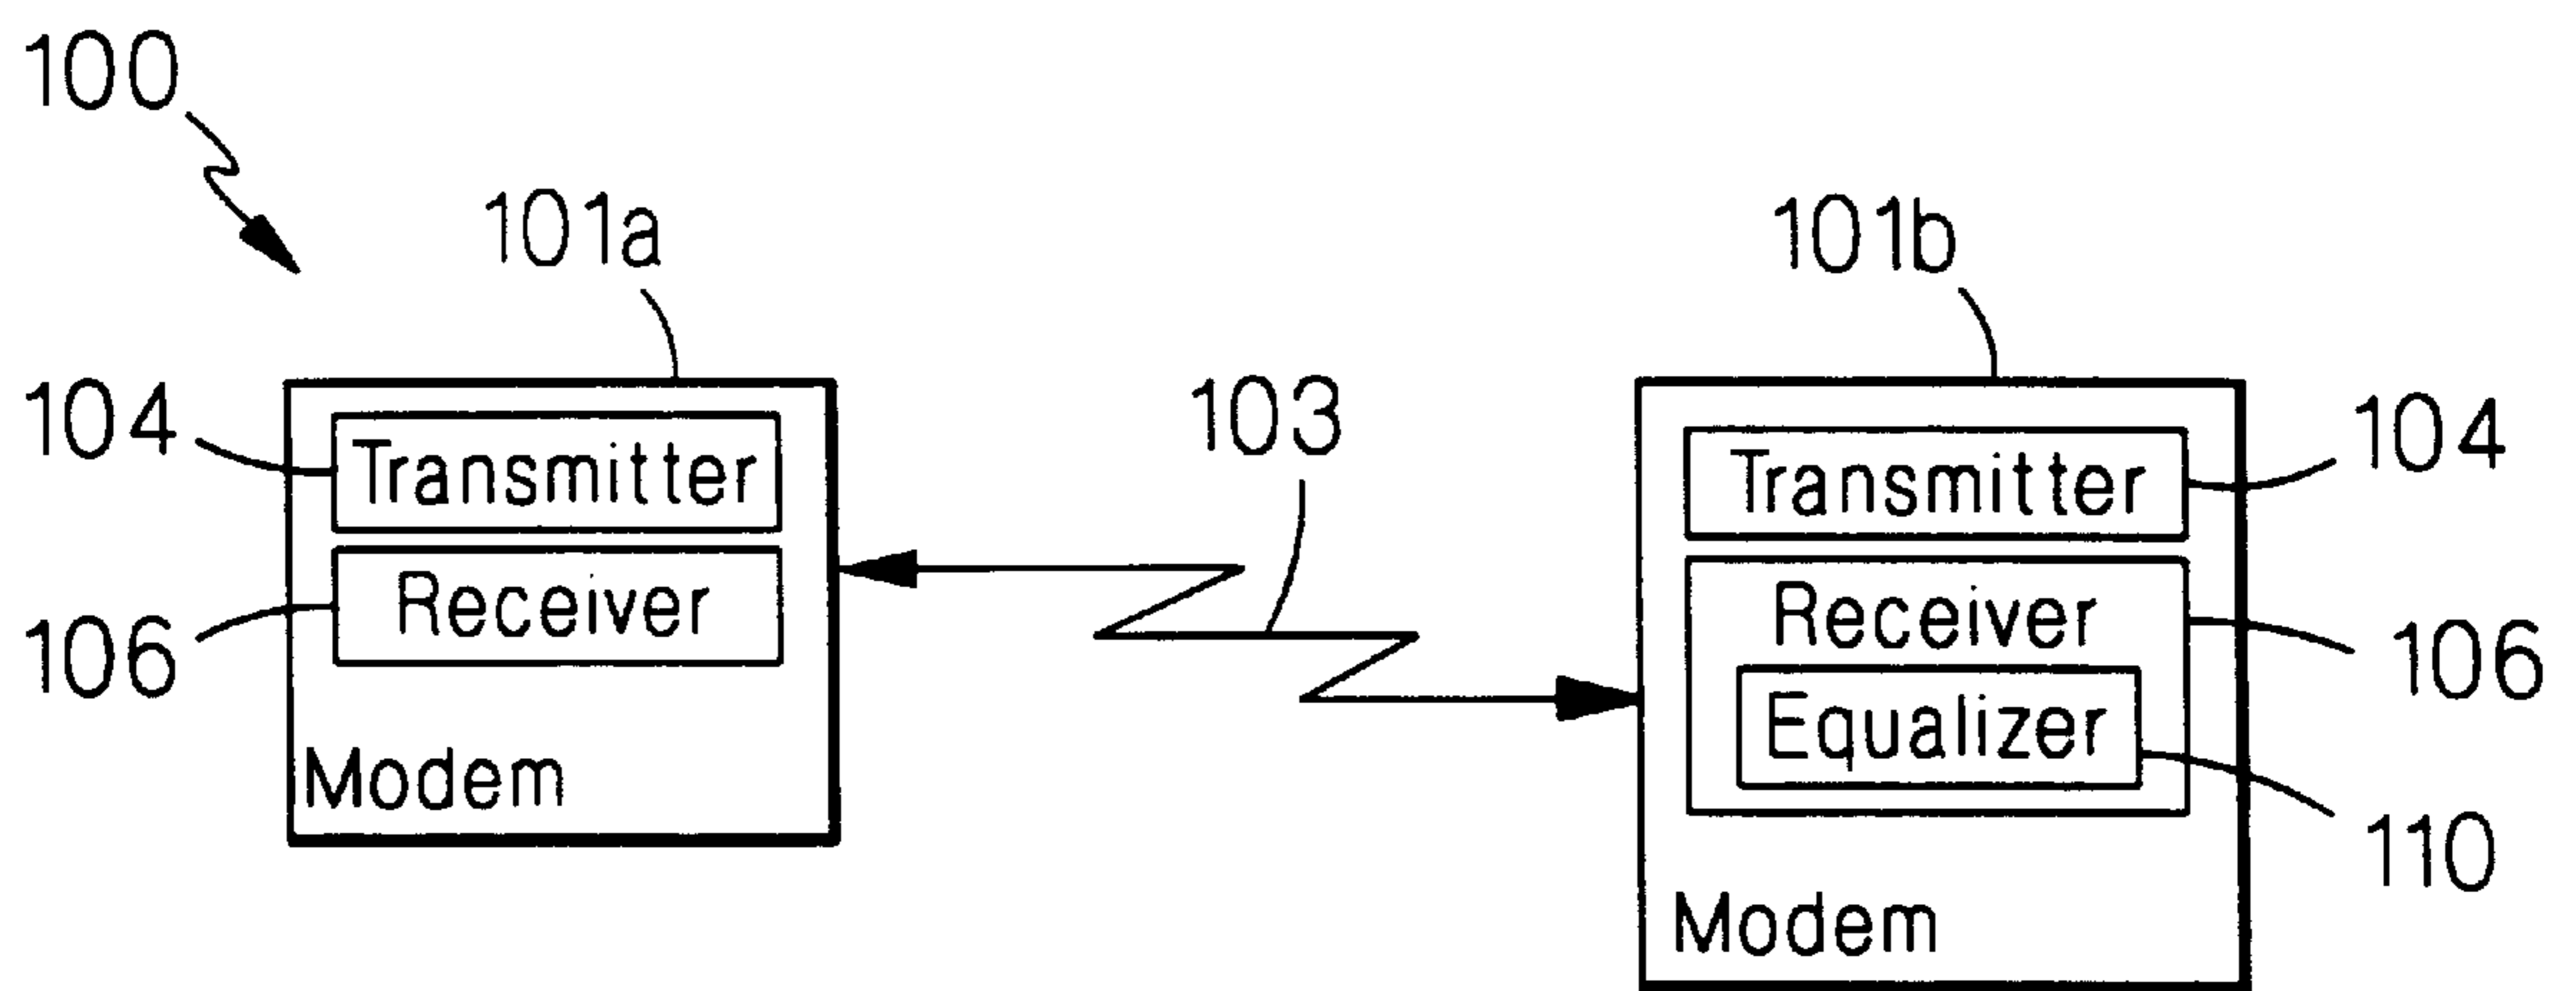 100
101a
101b
103
104
Transmitter
Transmitter
104
106
Receiver
Receiver
106
Equalizer
110
Modem
Modem